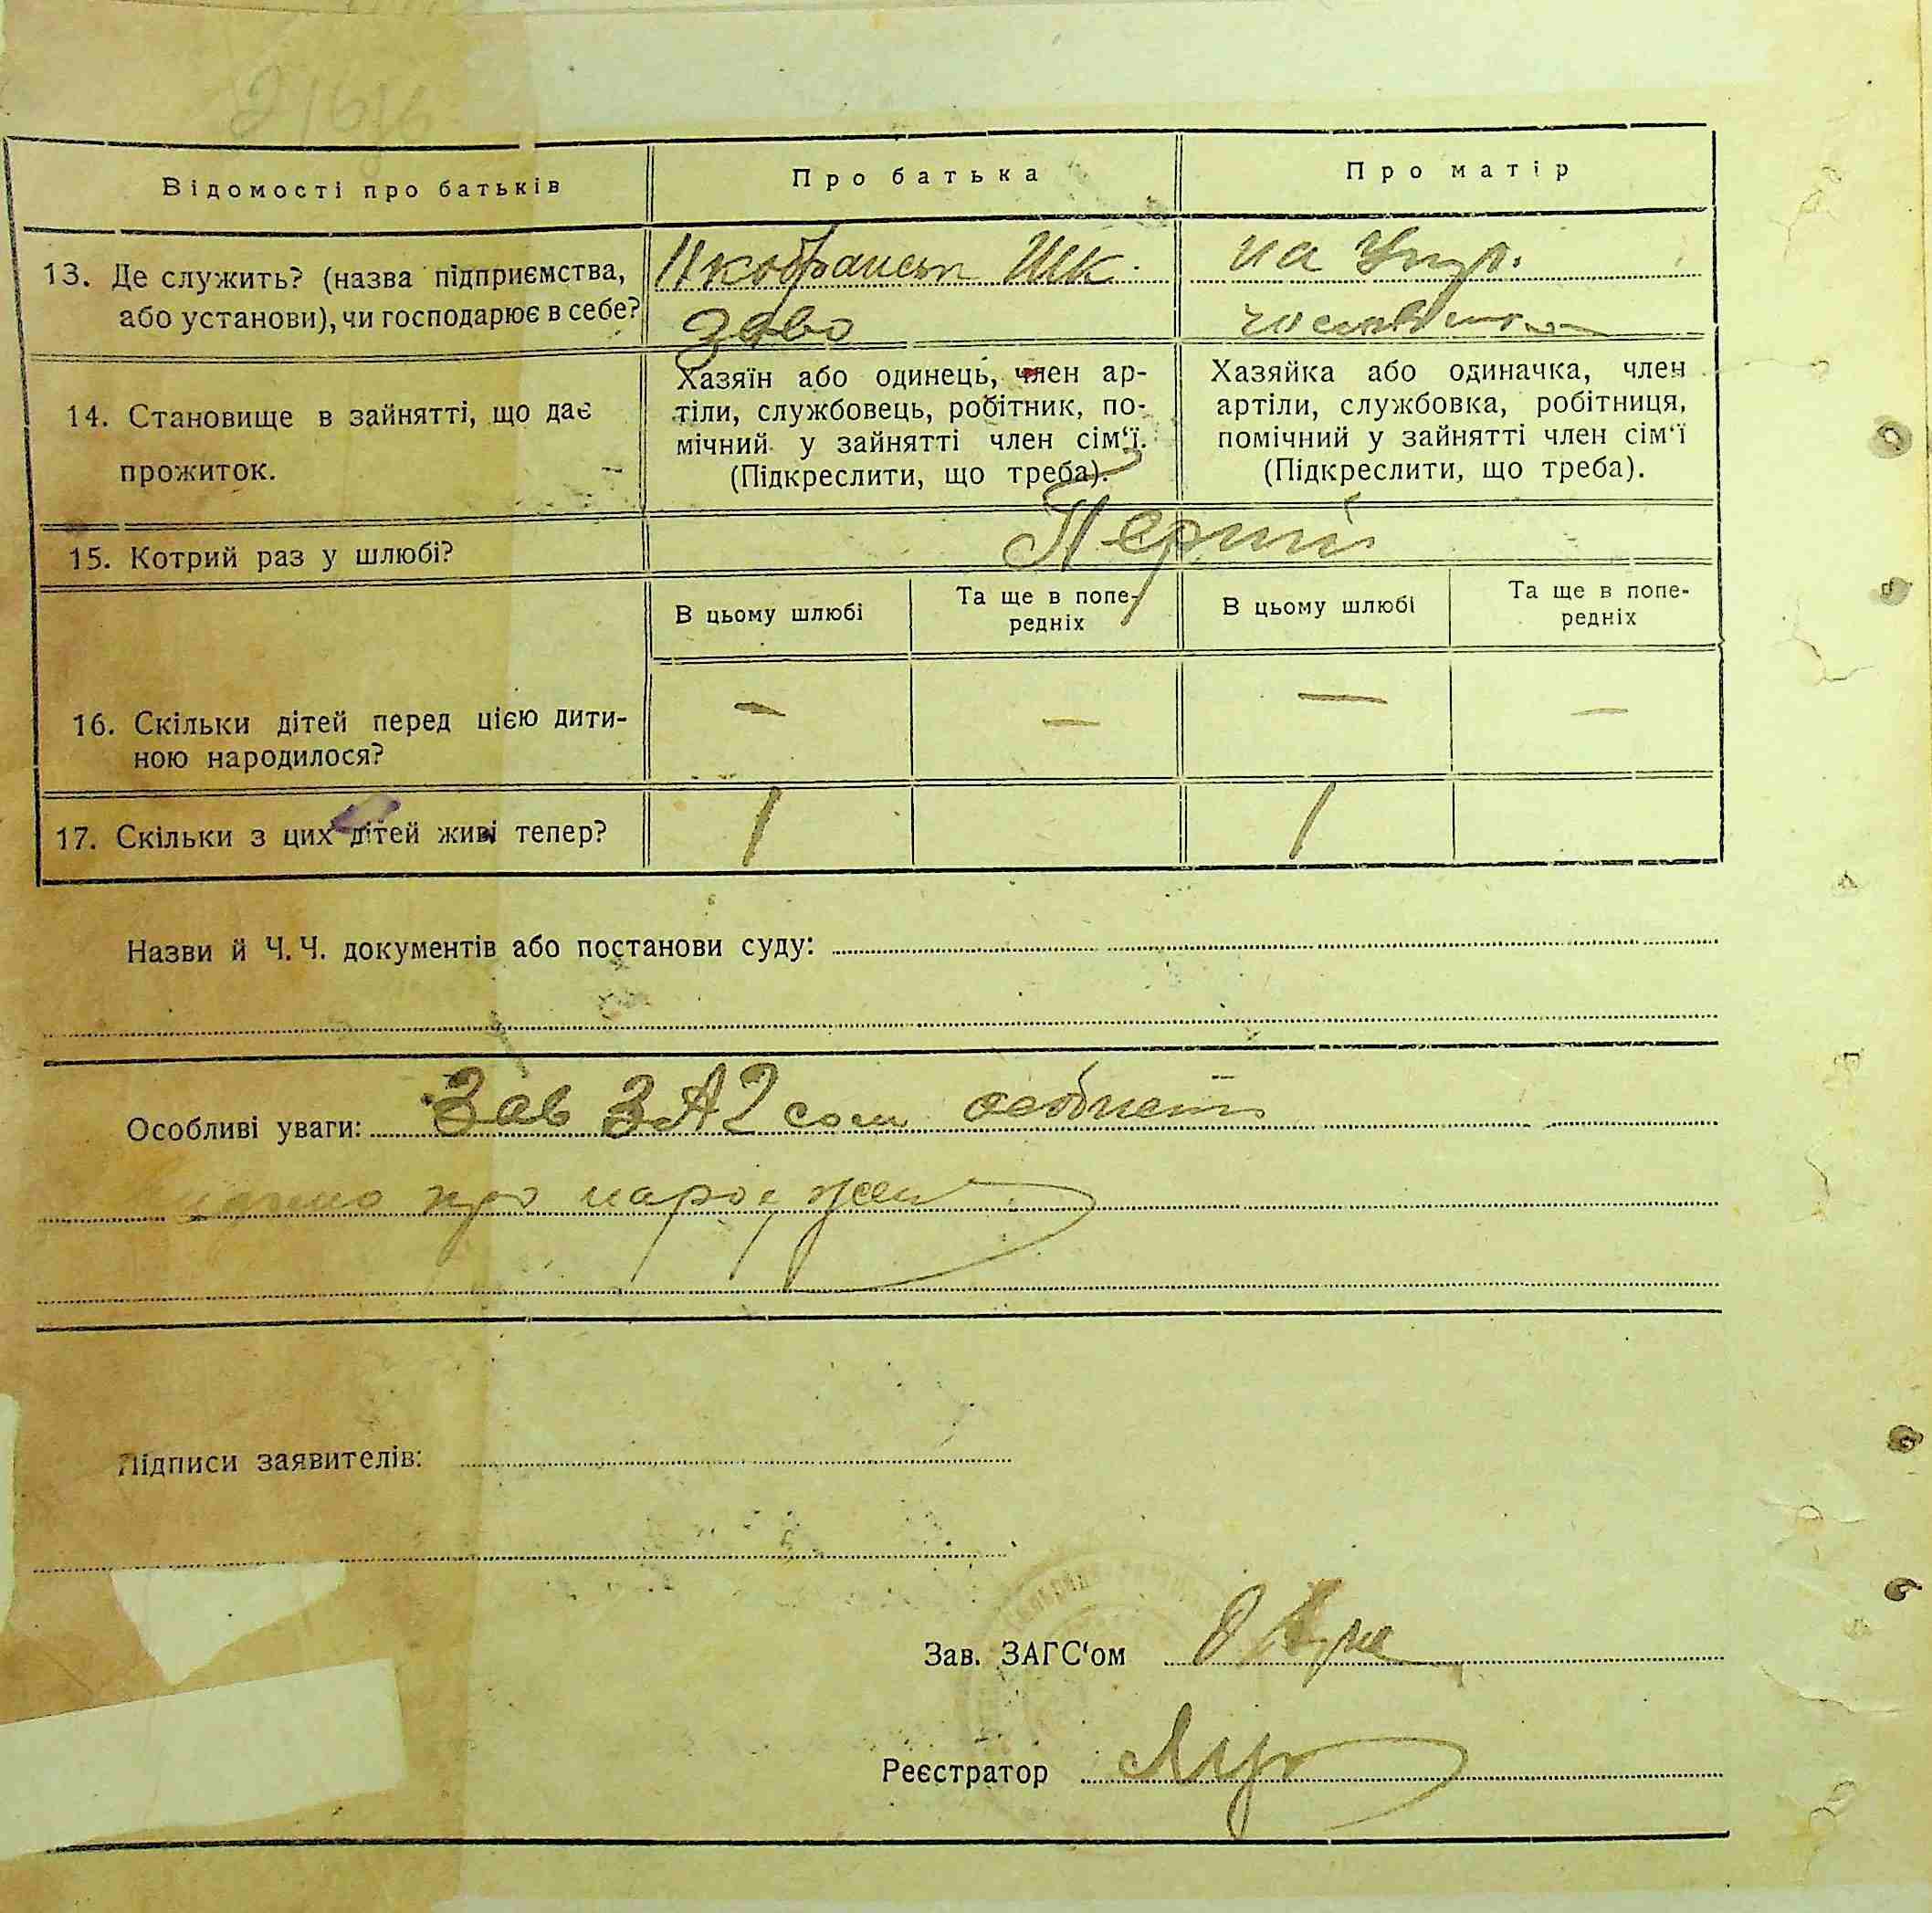 Відомості про батьків
Про батька
Про матір
13. Де служить? (назва підприємства,
або установи), чи господарює в себе?
на
14. Становище в зайнятті, що дає
прожиток.
Хазяїн або одинець, член ар-
тіли, службовець, робітник, по-
мічний у зайнятті член сім'ї.
(Підкреслити, що треба).
Хазяйка або одиначка, член
артіли, службовка, робітниця,
помічний у зайнятті член сім'ї
(Підкреслити, що треба).
15. Котрий раз у шлюбі?
В цьому шлюбі
Та ще в попе-
редніх
В цьому шлюбі
Та ще в попе-
редніх
16. Скільки дітей перед цією дити-
ною народилося?
— — — —
17. Скільки з цих дітей живі тепер?
1 1
Назви й Ч. Ч. документів або постанови суду:
Особливі уваги: Зав ЗАГсом
про
Підписи заявителів:
Зав. ЗАГС'ом
Реєстратор